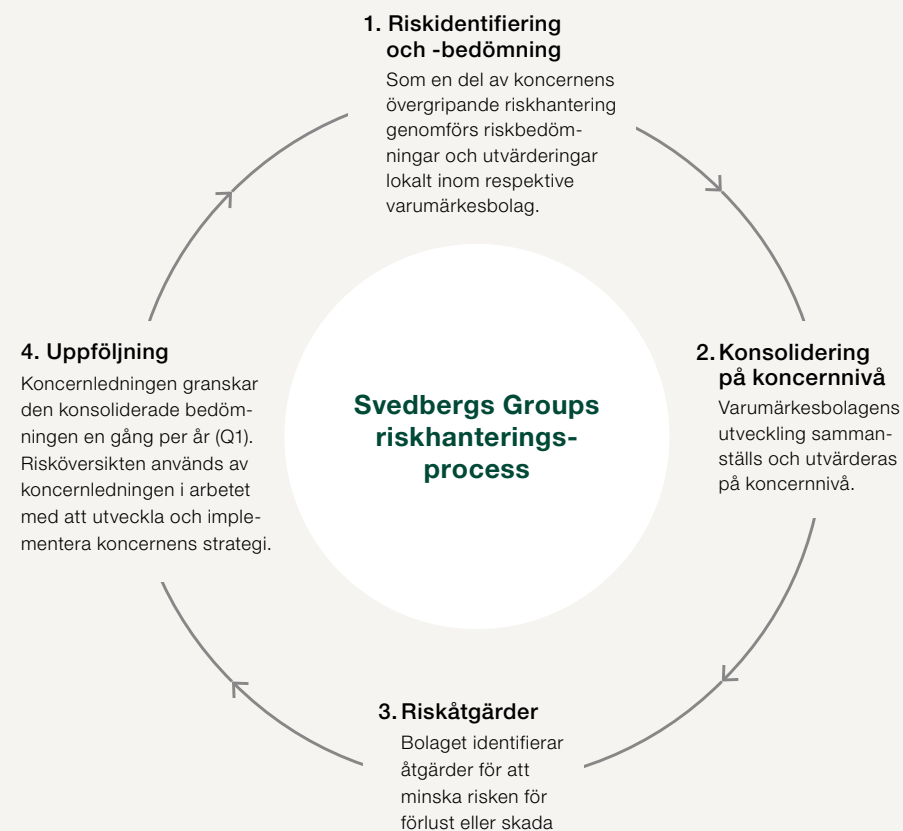 1. Riskidentifiering
och -bedömning
Som en del av koncernens
övergripande riskhantering
genomförs riskbedöm-
ningar och utvärderingar
lokalt inom respektive
varumärkesbolag.
2. Konsolidering
på koncernnivå
Varumärkesbolagens
utveckling samman-
ställs och utvärderas
på koncernnivå.
3. Riskåtgärder
Bolaget identifierar
åtgärder för att
minska risken för
förlust eller skada
4. Uppföljning
Koncernledningen granskar
den konsoliderade bedöm-
ningen en gång per år (Q1).
Risköversikten används av
koncernledningen i arbetet
med att utveckla och imple-
mentera koncernens strategi.
Svedbergs Groups
riskhanterings-
process